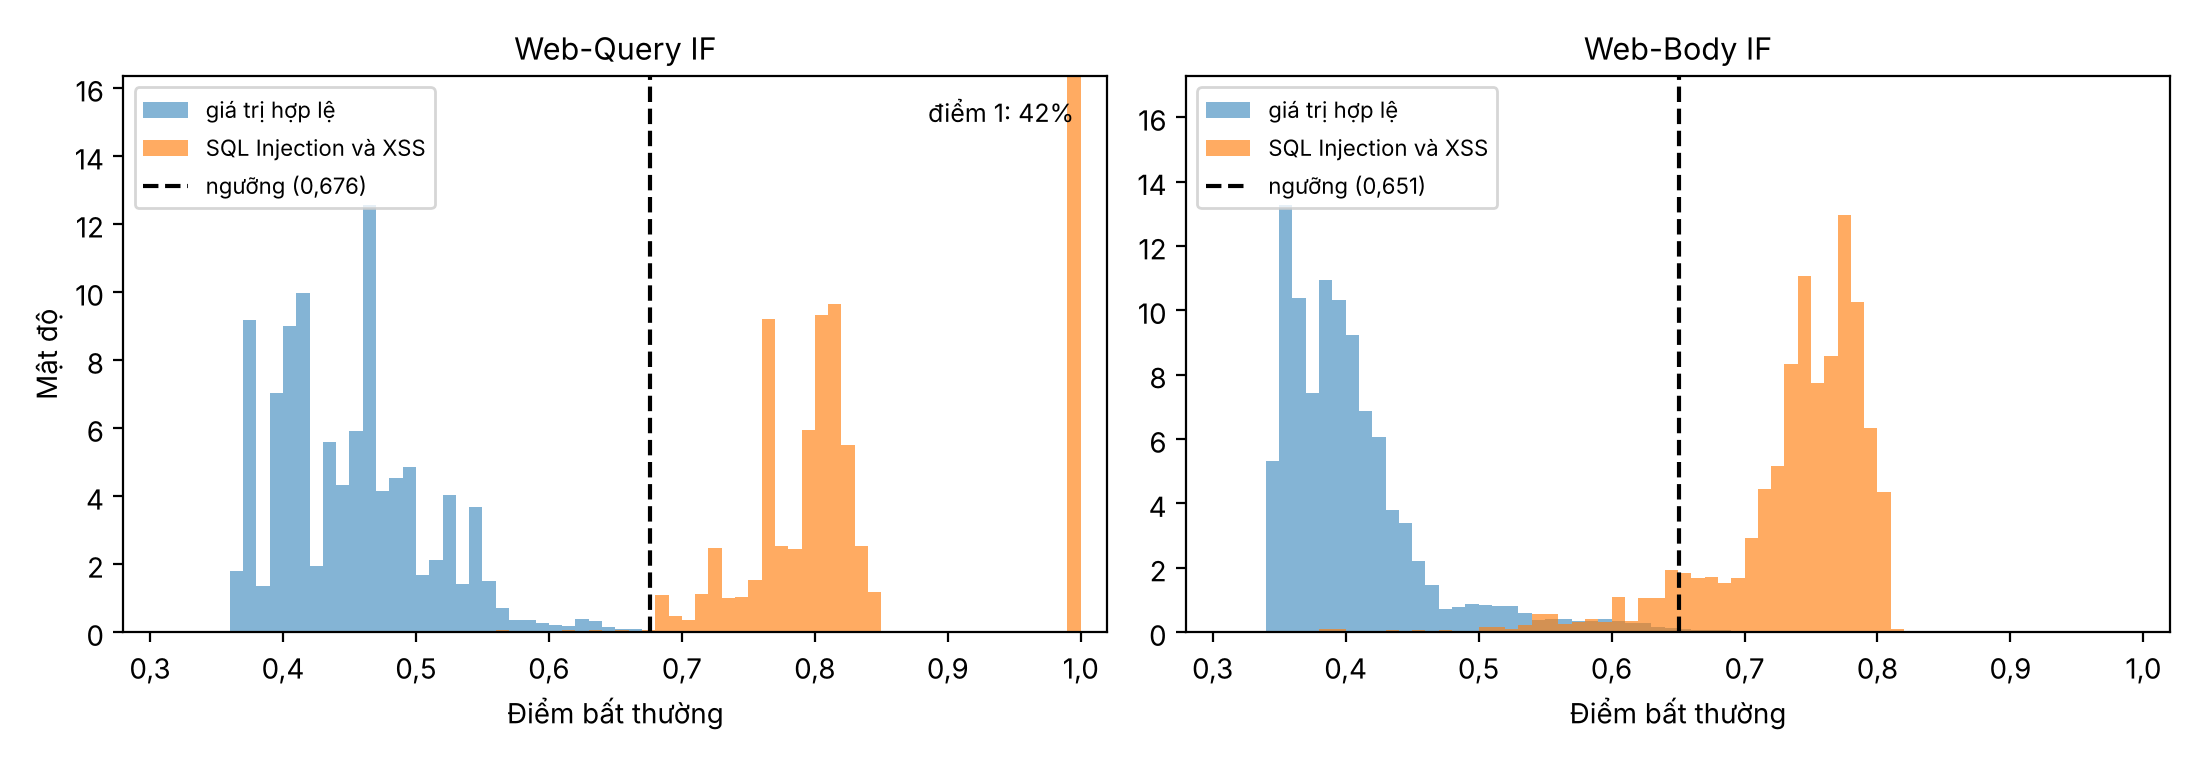 Web-Query IF
16
14
12
10
8
6
4
2
0
Mật độ
giá trị hợp lệ
SQL Injection và XSS
ngưỡng (0,676)
điểm 1: 42%
0,3 0,4 0,5 0,6 0,7 0,8 0,9 1,0
Điểm bất thường
Web-Body IF
16
14
12
10
8
6
4
2
0
giá trị hợp lệ
SQL Injection và XSS
ngưỡng (0,651)
0,3 0,4 0,5 0,6 0,7 0,8 0,9 1,0
Điểm bất thường